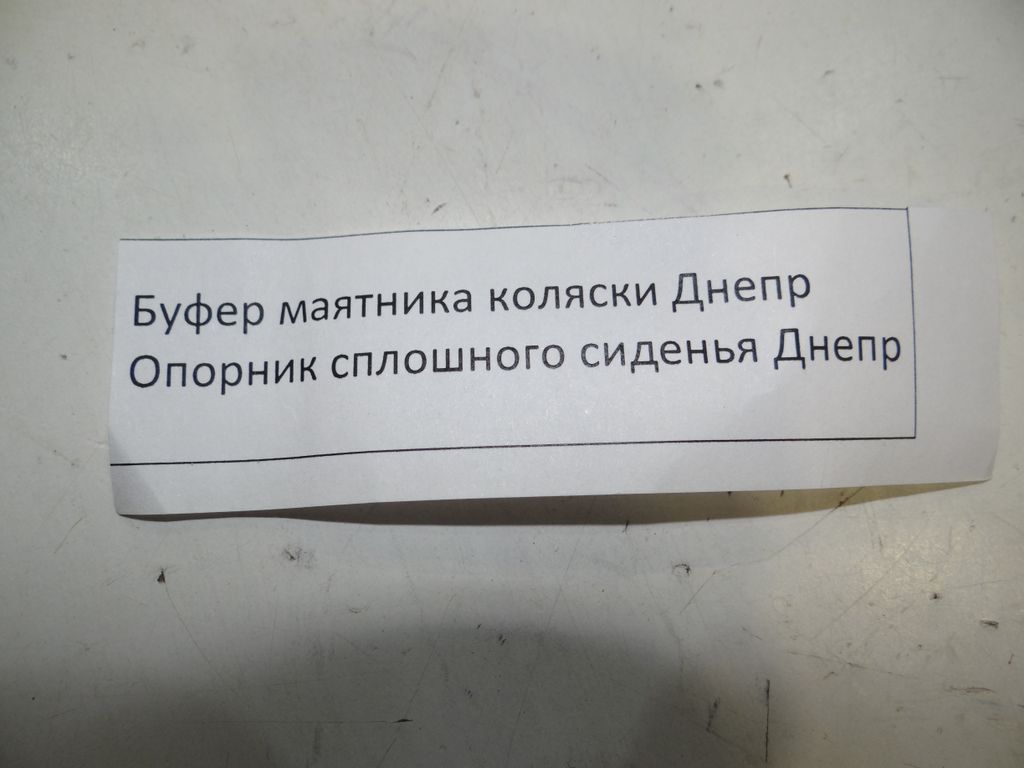 Буфер маятника коляски Днепр
Опорник сплошного сиденья Днепр